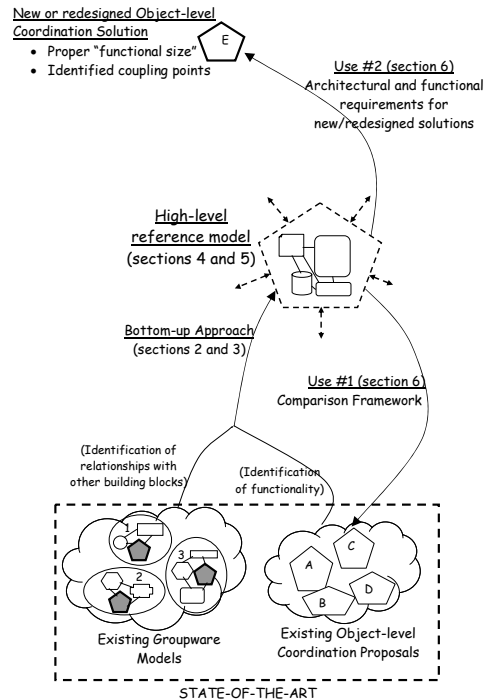 New or redesigned Object-level
Coordination Solution
• Proper “functional size”
• Identified coupling points
E
Use #2 (section 6)
Architectural and functional
requirements for
new/redesigned solutions
High-level
reference model
(sections 4 and 5)
Bottom-up Approach
(sections 2 and 3)
Use #1 (section 6)
Comparison Framework
(Identification of
relationships with
other building blocks)
(Identification
of functionality)
1
2
3
A
B
C
D
Existing Groupware
Models
Existing Object-level
Coordination Proposals
STATE-OF-THE-ART